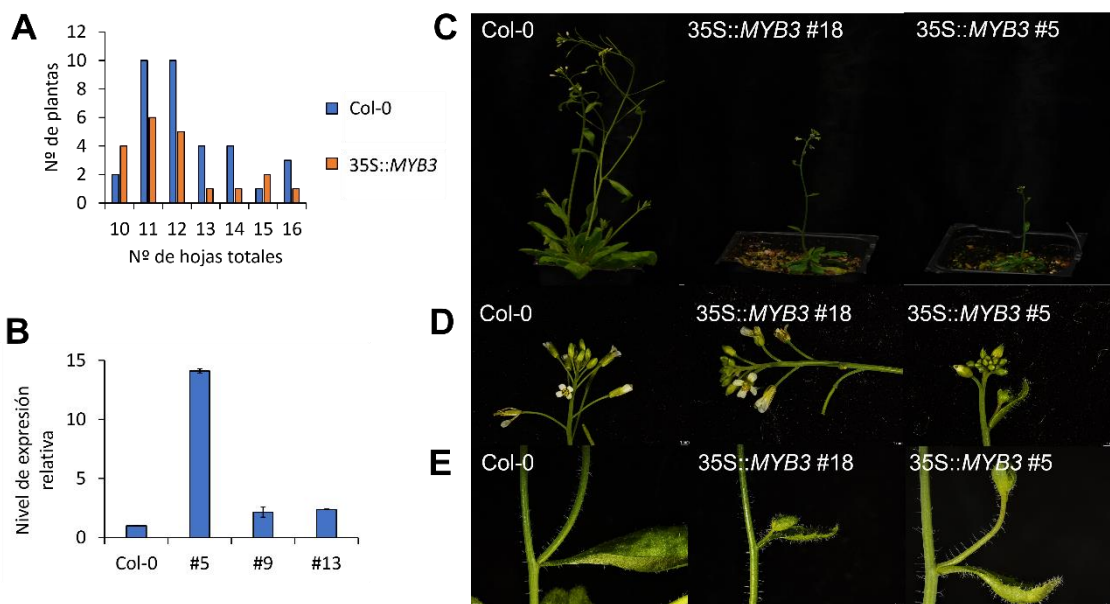 A
12
10
8
6
4
2
0
Nº de plantas
10 11 12 13 14 15 16
Nº de hojas totales
Col-0
35S::MYB3
B
15
10
5
0
Nivel de expresión
relativa
Col-0 #5 #9 #13
C
Col-0 35S::MYB3 #18 35S::MYB3 #5
D
Col-0 35S::MYB3 #18 35S::MYB3 #5
E
Col-0 35S::MYB3 #18 35S::MYB3 #5